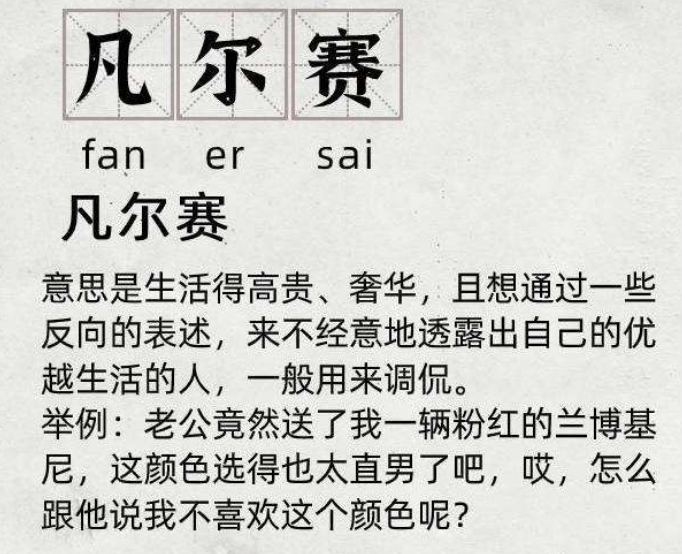 凡尔赛
fan er sai
凡尔赛
意思是生活得高贵、奢华，且想通过一些
反向的表述，来不经意地透露出自己的优
越生活的人，一般用来调侃。
举例：老公竟然送了我一辆粉红的兰博基
尼，这颜色选得也太直男了吧，哎，怎么
跟他说我不喜欢这个颜色呢？